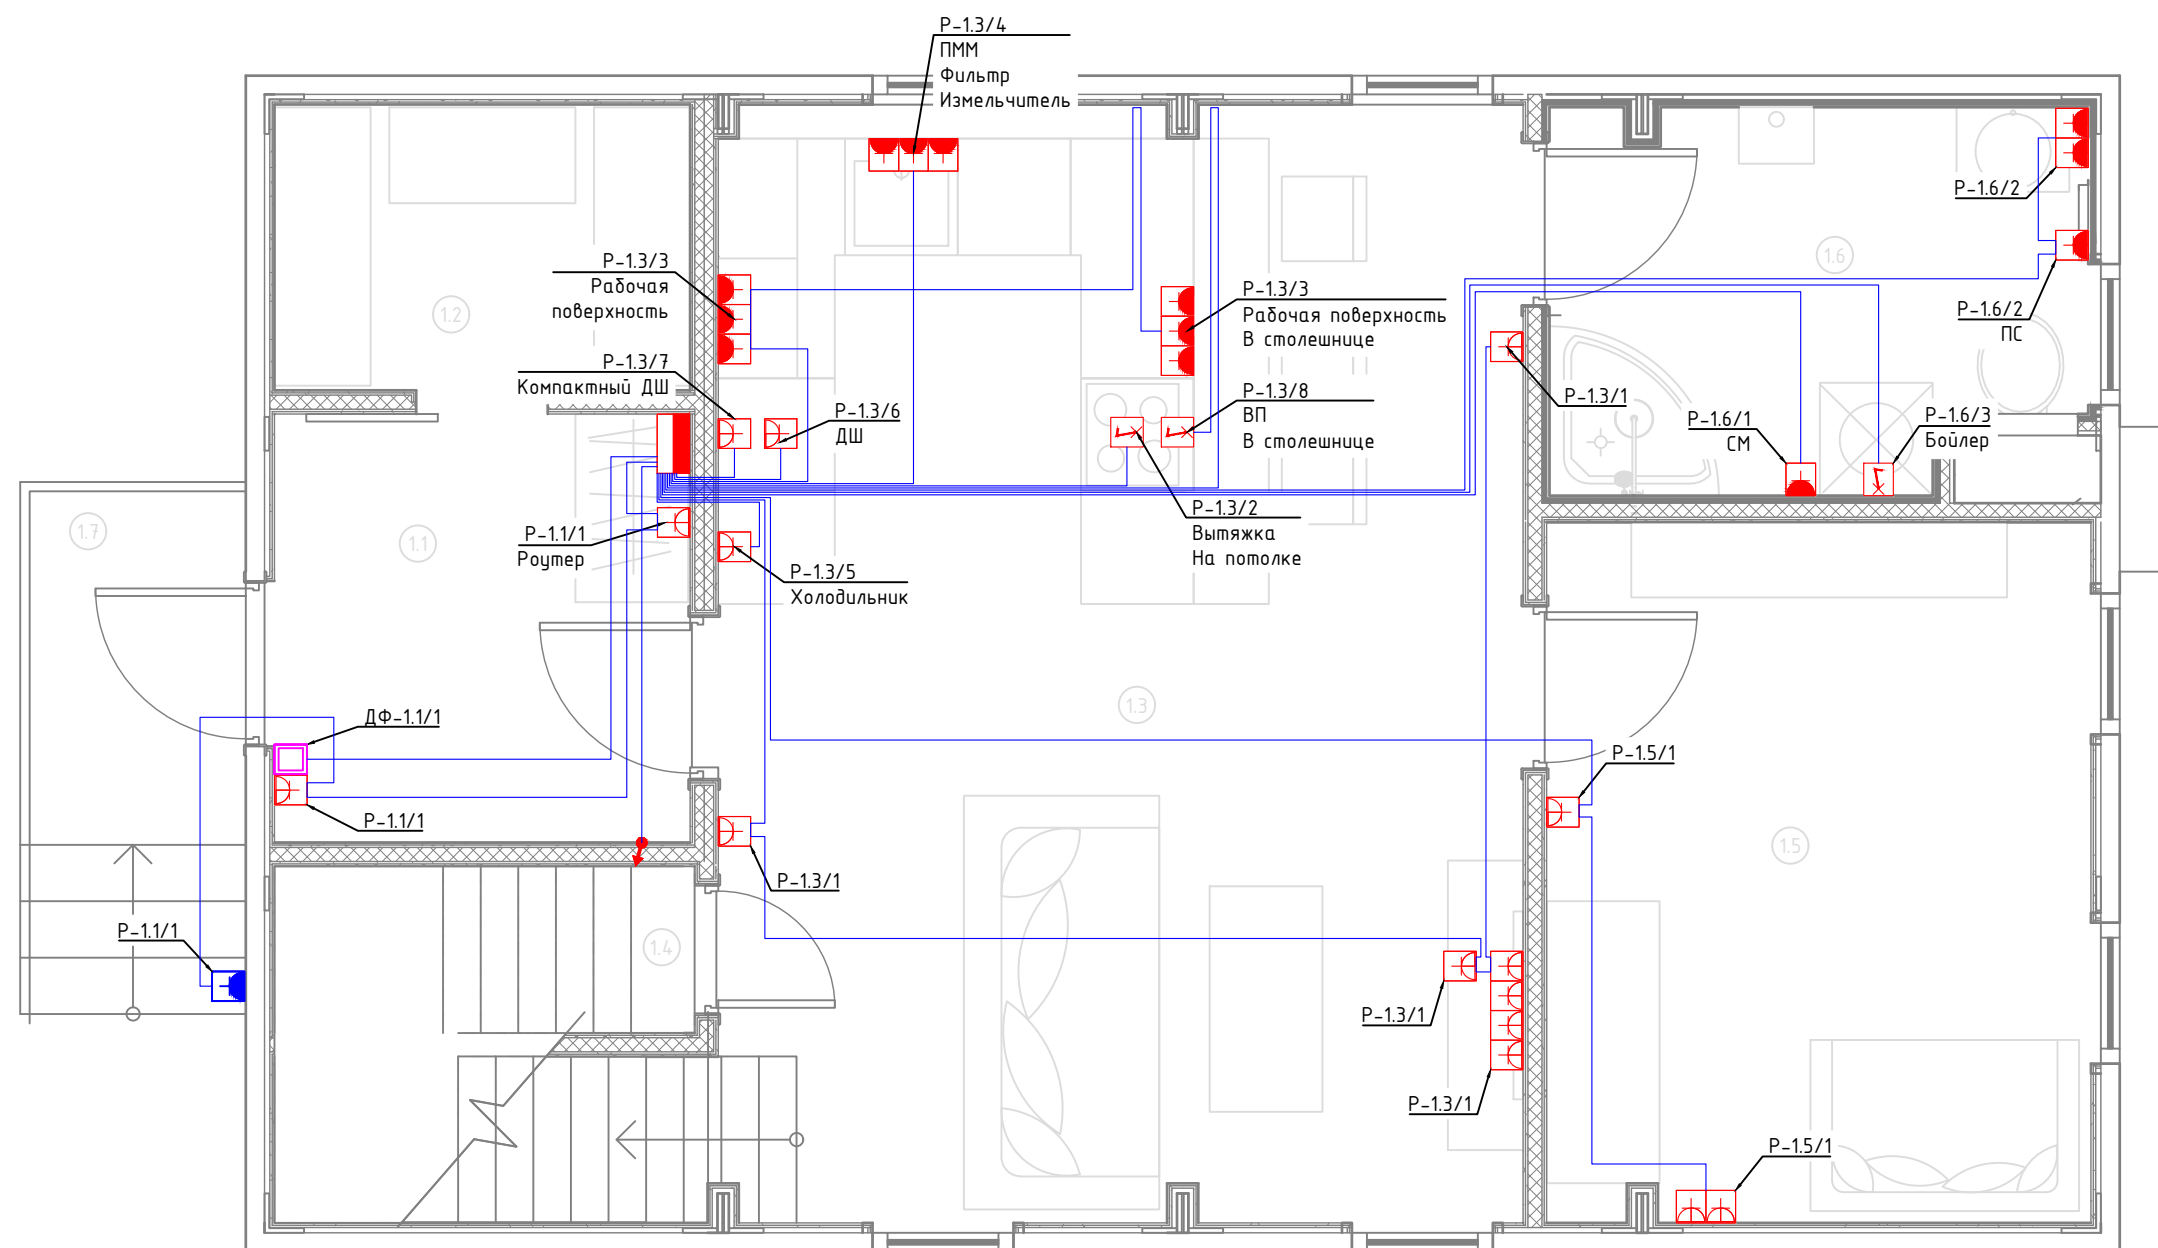 Р-1.3/4
ПММ
Фильтр
Измельчитель
Р-1.6/2
Р-1.3/3
Рабочая
поверхность
Р-1.3/3
Рабочая поверхность
В столешнице
1.6
1.2
Р-1.6/2
ПС
Р-1.3/7
Компактный ДШ
Р-1.3/6
ДШ
Р-1.3/8
ВП
В столешнице
Р-1.3/1
Р-1.6/1
СМ
Р-1.6/3
Бойлер
1.7
1.1
Р-1.1/1
Роутер
Р-1.3/2
Вытяжка
На потолке
Р-1.3/5
Холодильник
1.3
ДФ-1.1/1
Р-1.5/1
Р-1.1/1
1.5
Р-1.3/1
Р-1.1/1
1.4
Р-1.3/1
Р-1.3/1
Р-1.5/1